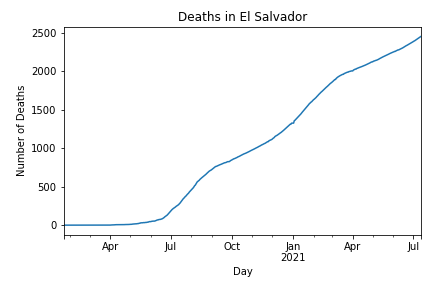 Deaths in El Salvador
2500
2000
1500
1000
500
0
Number of Deaths
Apr Jul Oct Jan Apr Jul
2021
Day